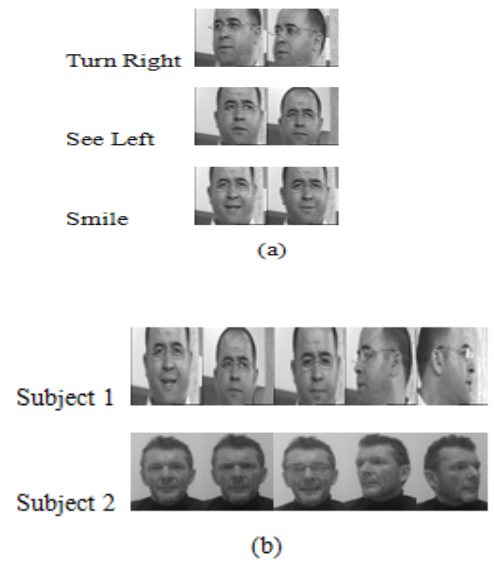 Turn Right
See Left
Smile
(a)
Subject 1
Subject 2
(b)